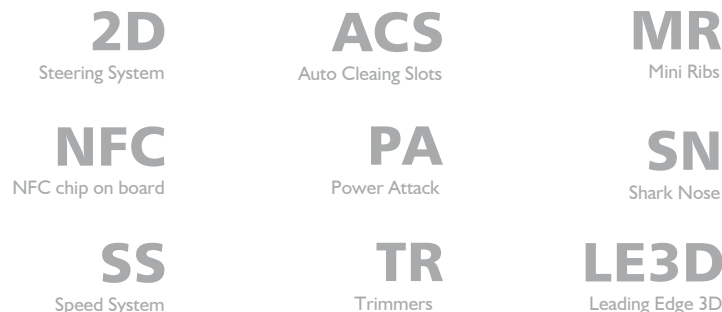 2D ACS MR
Steering System Auto Cleaing Slots Mini Ribs
NFC PA SN
NFC chip on board Power Attack Shark Nose
SS TR LE3D
Speed System Trimmers Leading Edge 3D